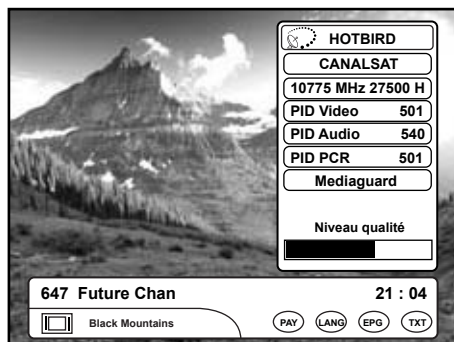 HOTBIRD
CANALSAT
10775 MHz 27500 H
PID Video 501
PID Audio 540
PID PCR 501
Mediaguard
Niveau qualité
647 Future Chan 21 : 04
Black Mountains PAY LANG EPG TXT